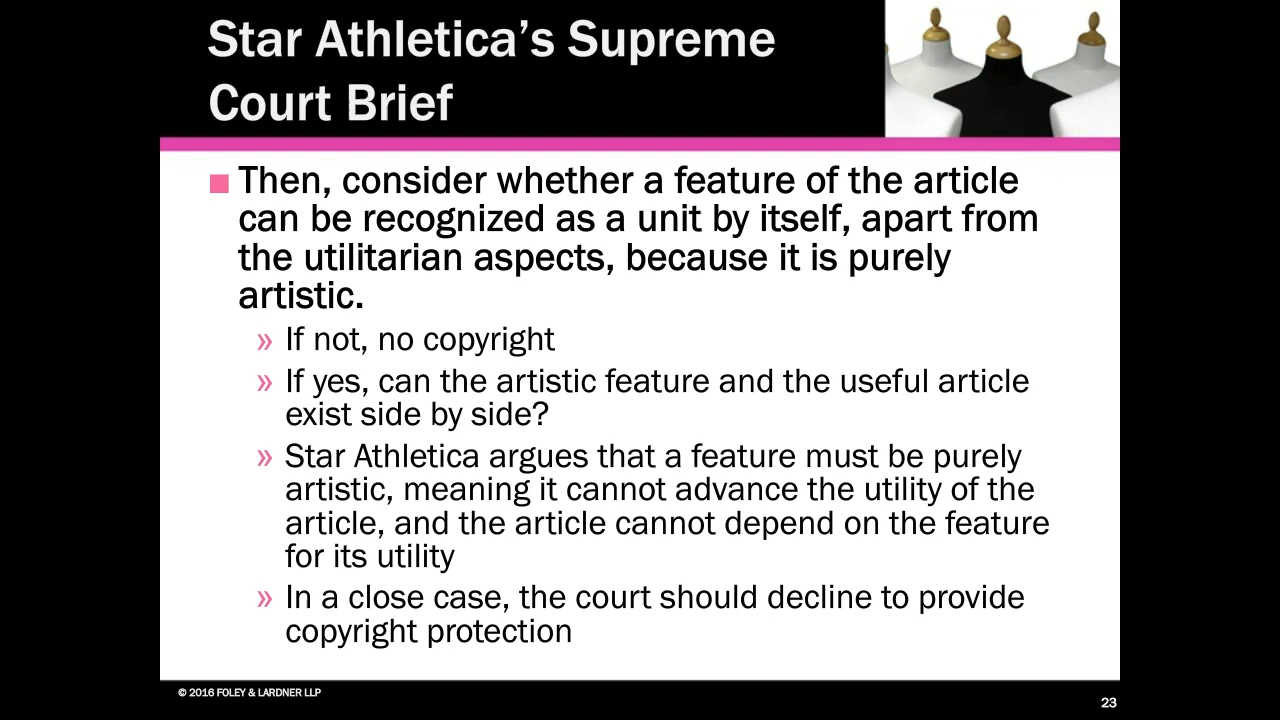 Star Athletica’s Supreme
Court Brief
■ Then, consider whether a feature of the article
can be recognized as a unit by itself, apart from
the utilitarian aspects, because it is purely
artistic.
» If not, no copyright
» If yes, can the artistic feature and the useful article
exist side by side?
» Star Athletica argues that a feature must be purely
artistic, meaning it cannot advance the utility of the
article, and the article cannot depend on the feature
for its utility
» In a close case, the court should decline to provide
copyright protection
© 2016 FOLEY & LARDNER LLP
23